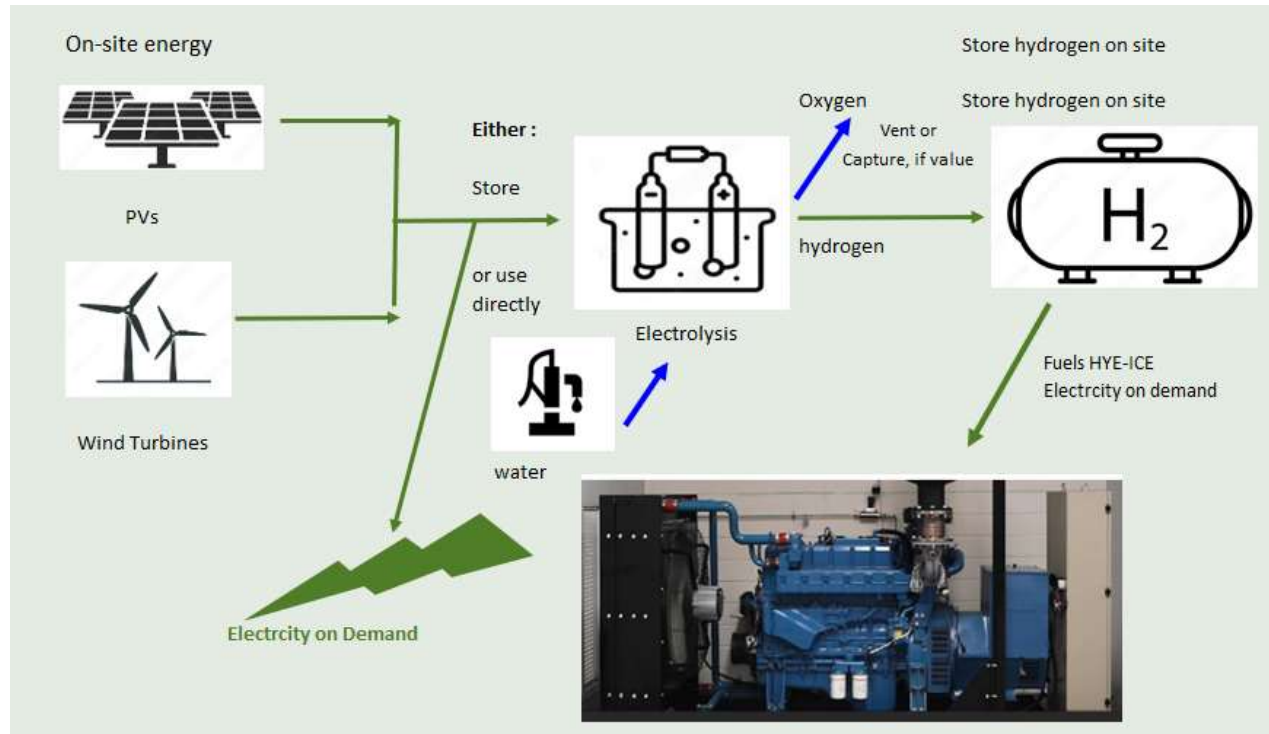 On-site energy
Store hydrogen on site
Store hydrogen on site
Oxygen
Vent or
Capture, if value
Either :
Store
PVs
H2
hydrogen
or use
directly
Electrolysis
Fuels HYE-ICE
Electrcity on demand
Wind Turbines
water
Electrcity on Demand